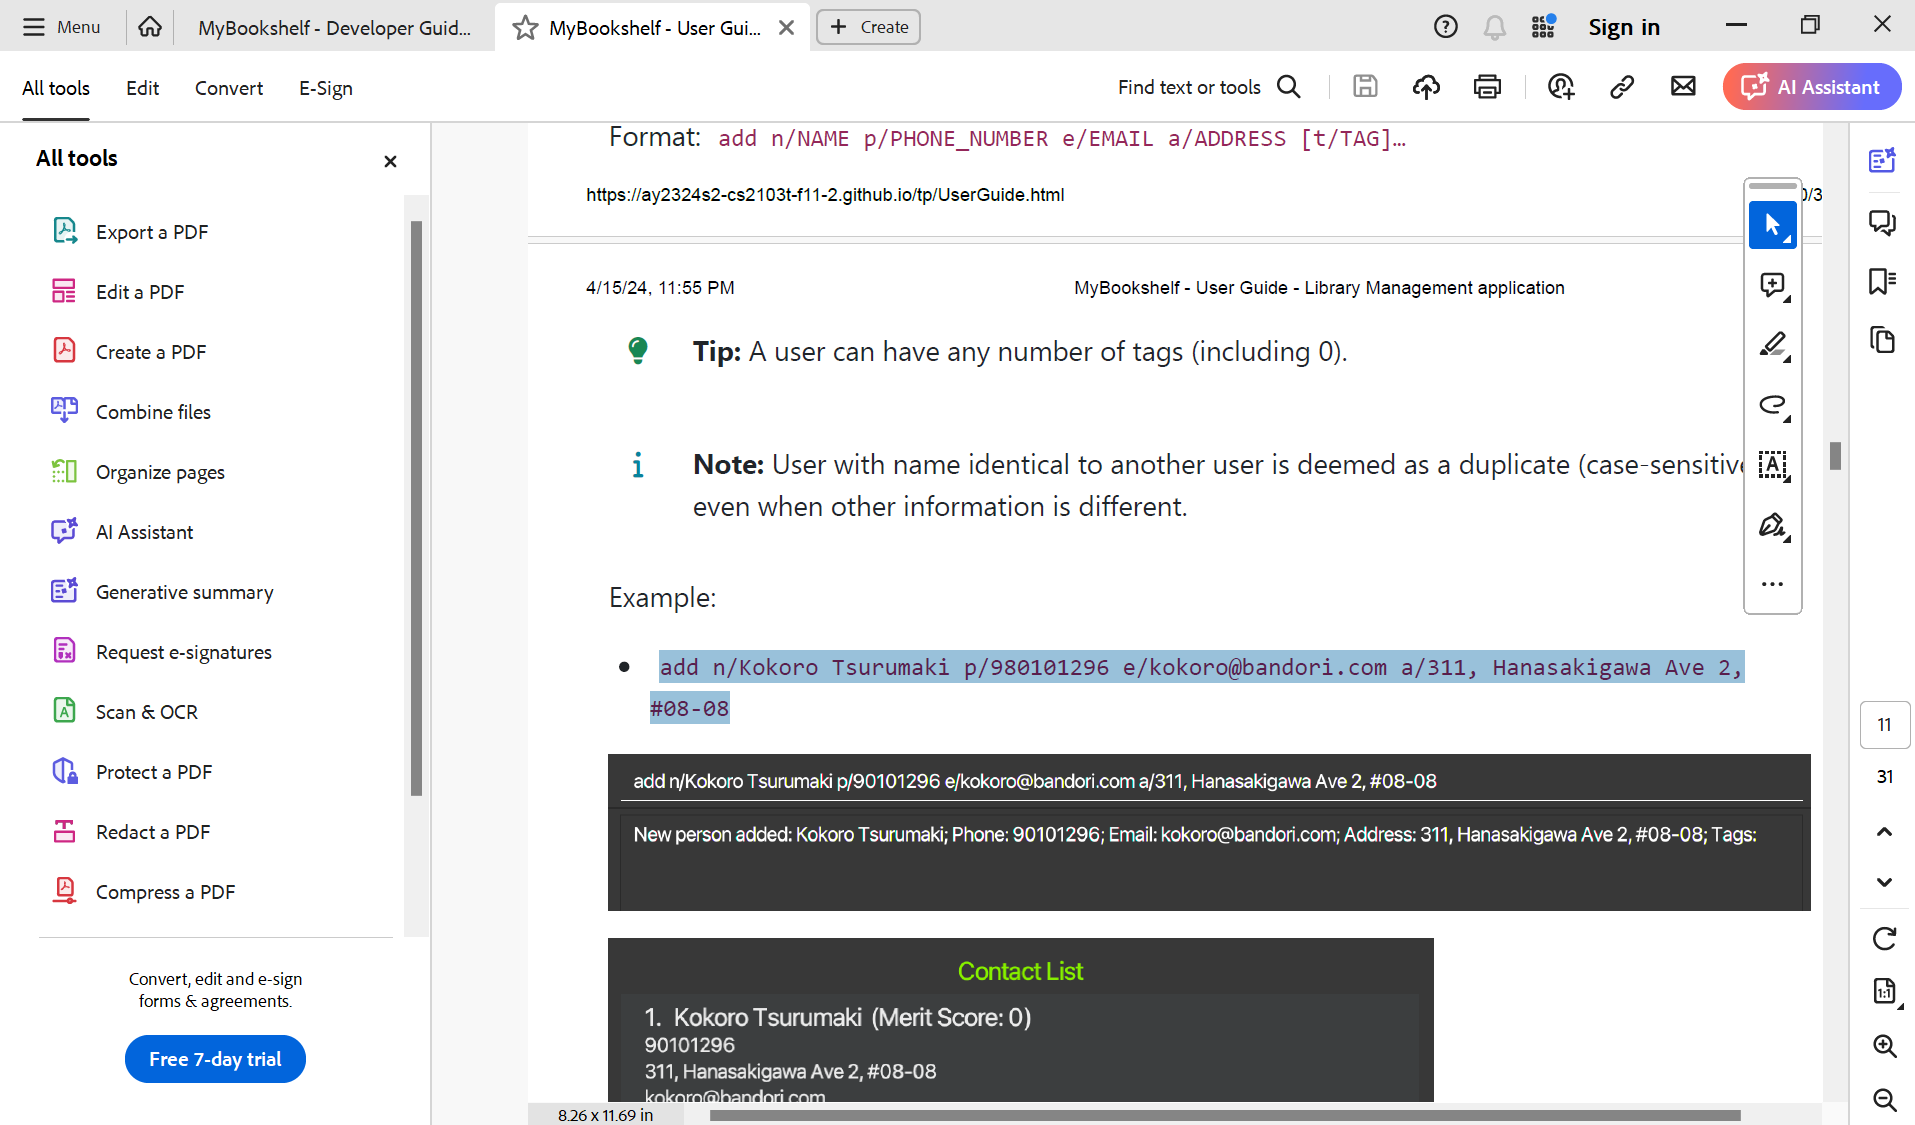 Menu
MyBookshelf - Developer Guid...
MyBookshelf - User Gui...
Create
Sign in
All tools
Edit
Convert
E-Sign
Find text or tools
AI Assistant
All tools
Export a PDF
Edit a PDF
Create a PDF
Combine files
Organize pages
AI Assistant
Generative summary
Request e-signatures
Scan & OCR
Protect a PDF
Redact a PDF
Compress a PDF
Convert, edit and e-sign
forms & agreements.
Free 7-day trial
Format: add n/NAME p/PHONE_NUMBER e/EMAIL a/ADDRESS [t/TAG]…
https://ay2324s2-cs2103t-f11-2.github.io/tp/UserGuide.html
0/3
4/15/24, 11:55 PM
MyBookshelf - User Guide - Library Management application
Tip: A user can have any number of tags (including 0).
Note: User with name identical to another user is deemed as a duplicate (case-sensitive
even when other information is different.
Example:
add n/Kokoro Tsurumaki p/980101296 e/kokoro@bandori.com a/311, Hanasakigawa Ave 2,
#08-08
add n/Kokoro Tsurumaki p/90101296 e/kokoro@bandori.com a/311, Hanasakigawa Ave 2, #08-08
New person added: Kokoro Tsurumaki; Phone: 90101296; Email: kokoro@bandori.com; Address: 311, Hanasakigawa Ave 2, #08-08; Tags:
Contact List
1. Kokoro Tsurumaki (Merit Score: 0)
90101296
311, Hanasakigawa Ave 2, #08-08
kokoro@bandori.com
8.26 x 11.69 in
11
31
1:1